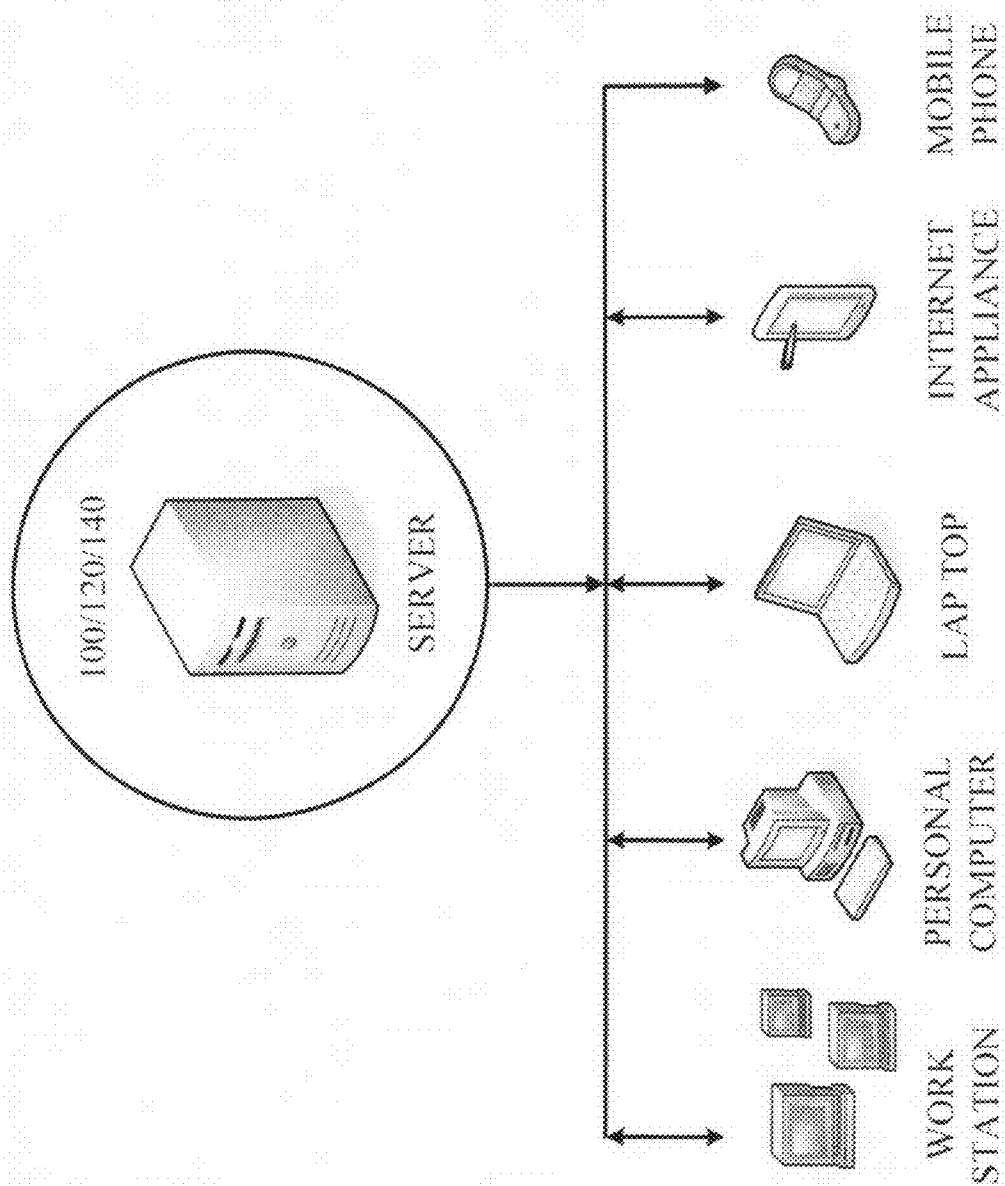 100/120/140
SERVER
WORK
STATION
PERSONAL
COMPUTER
LAP TOP
INTERNET
APPLIANCE
MOBILE
PHONE